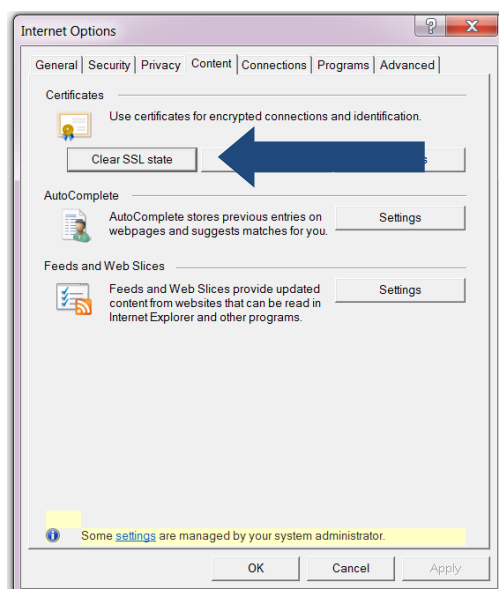 Internet Options
General Security Privacy Content Connections Programs Advanced
Certificates
Use certificates for encrypted connections and identification.
Clear SSL state
AutoComplete
AutoComplete stores previous entries on
webpages and suggests matches for you.
Settings
Feeds and Web Slices
Feeds and Web Slices provide updated
content from websites that can be read in
Internet Explorer and other programs.
Settings
Some settings are managed by your system administrator.
OK Cancel Apply